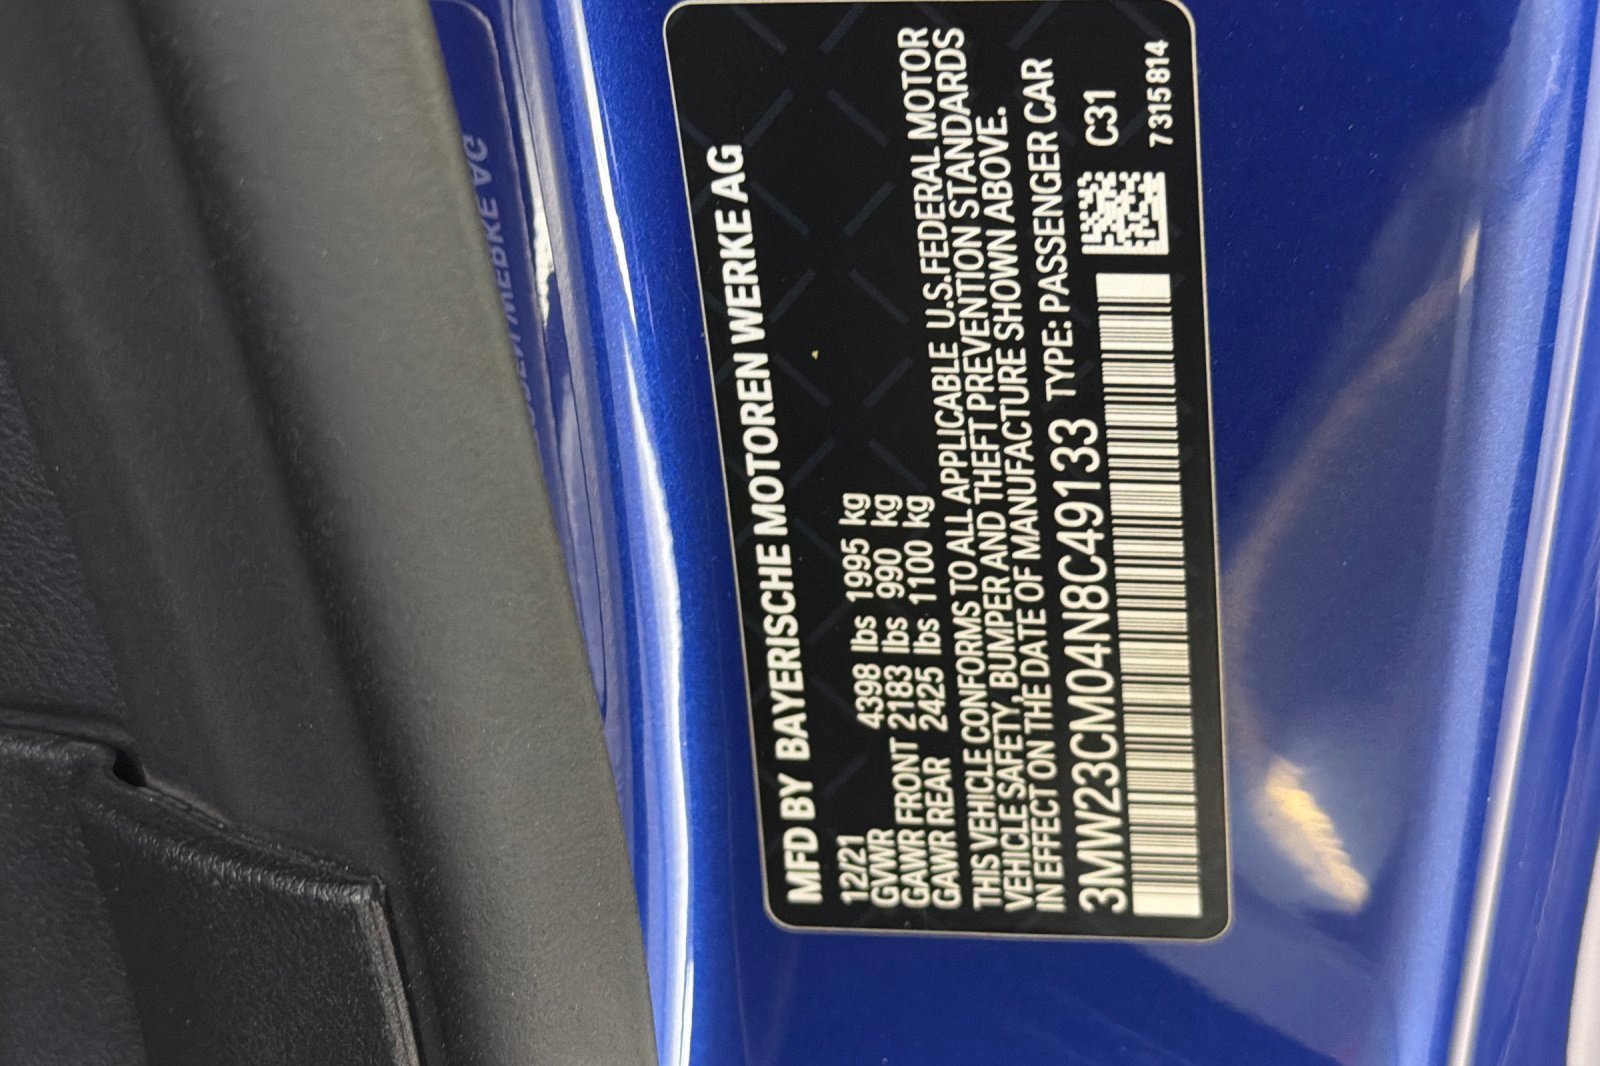 MFD BY BAYERISCHE MOTOREN WERKE AG
12/21
GVWR 4398 lbs 1995 kg
GAWR FRONT 2183 lbs 990 kg
GAWR REAR 2425 lbs 1100 kg
THIS VEHICLE CONFORMS TO ALL APPLICABLE U.S.FEDERAL MOTOR
VEHICLE SAFETY, BUMPER AND THEFT PREVENTION STANDARDS
IN EFFECT ON THE DATE OF MANUFACTURE SHOWN ABOVE.
3MW23CM04N8C49133 TYPE: PASSENGER CAR
C31
7315814